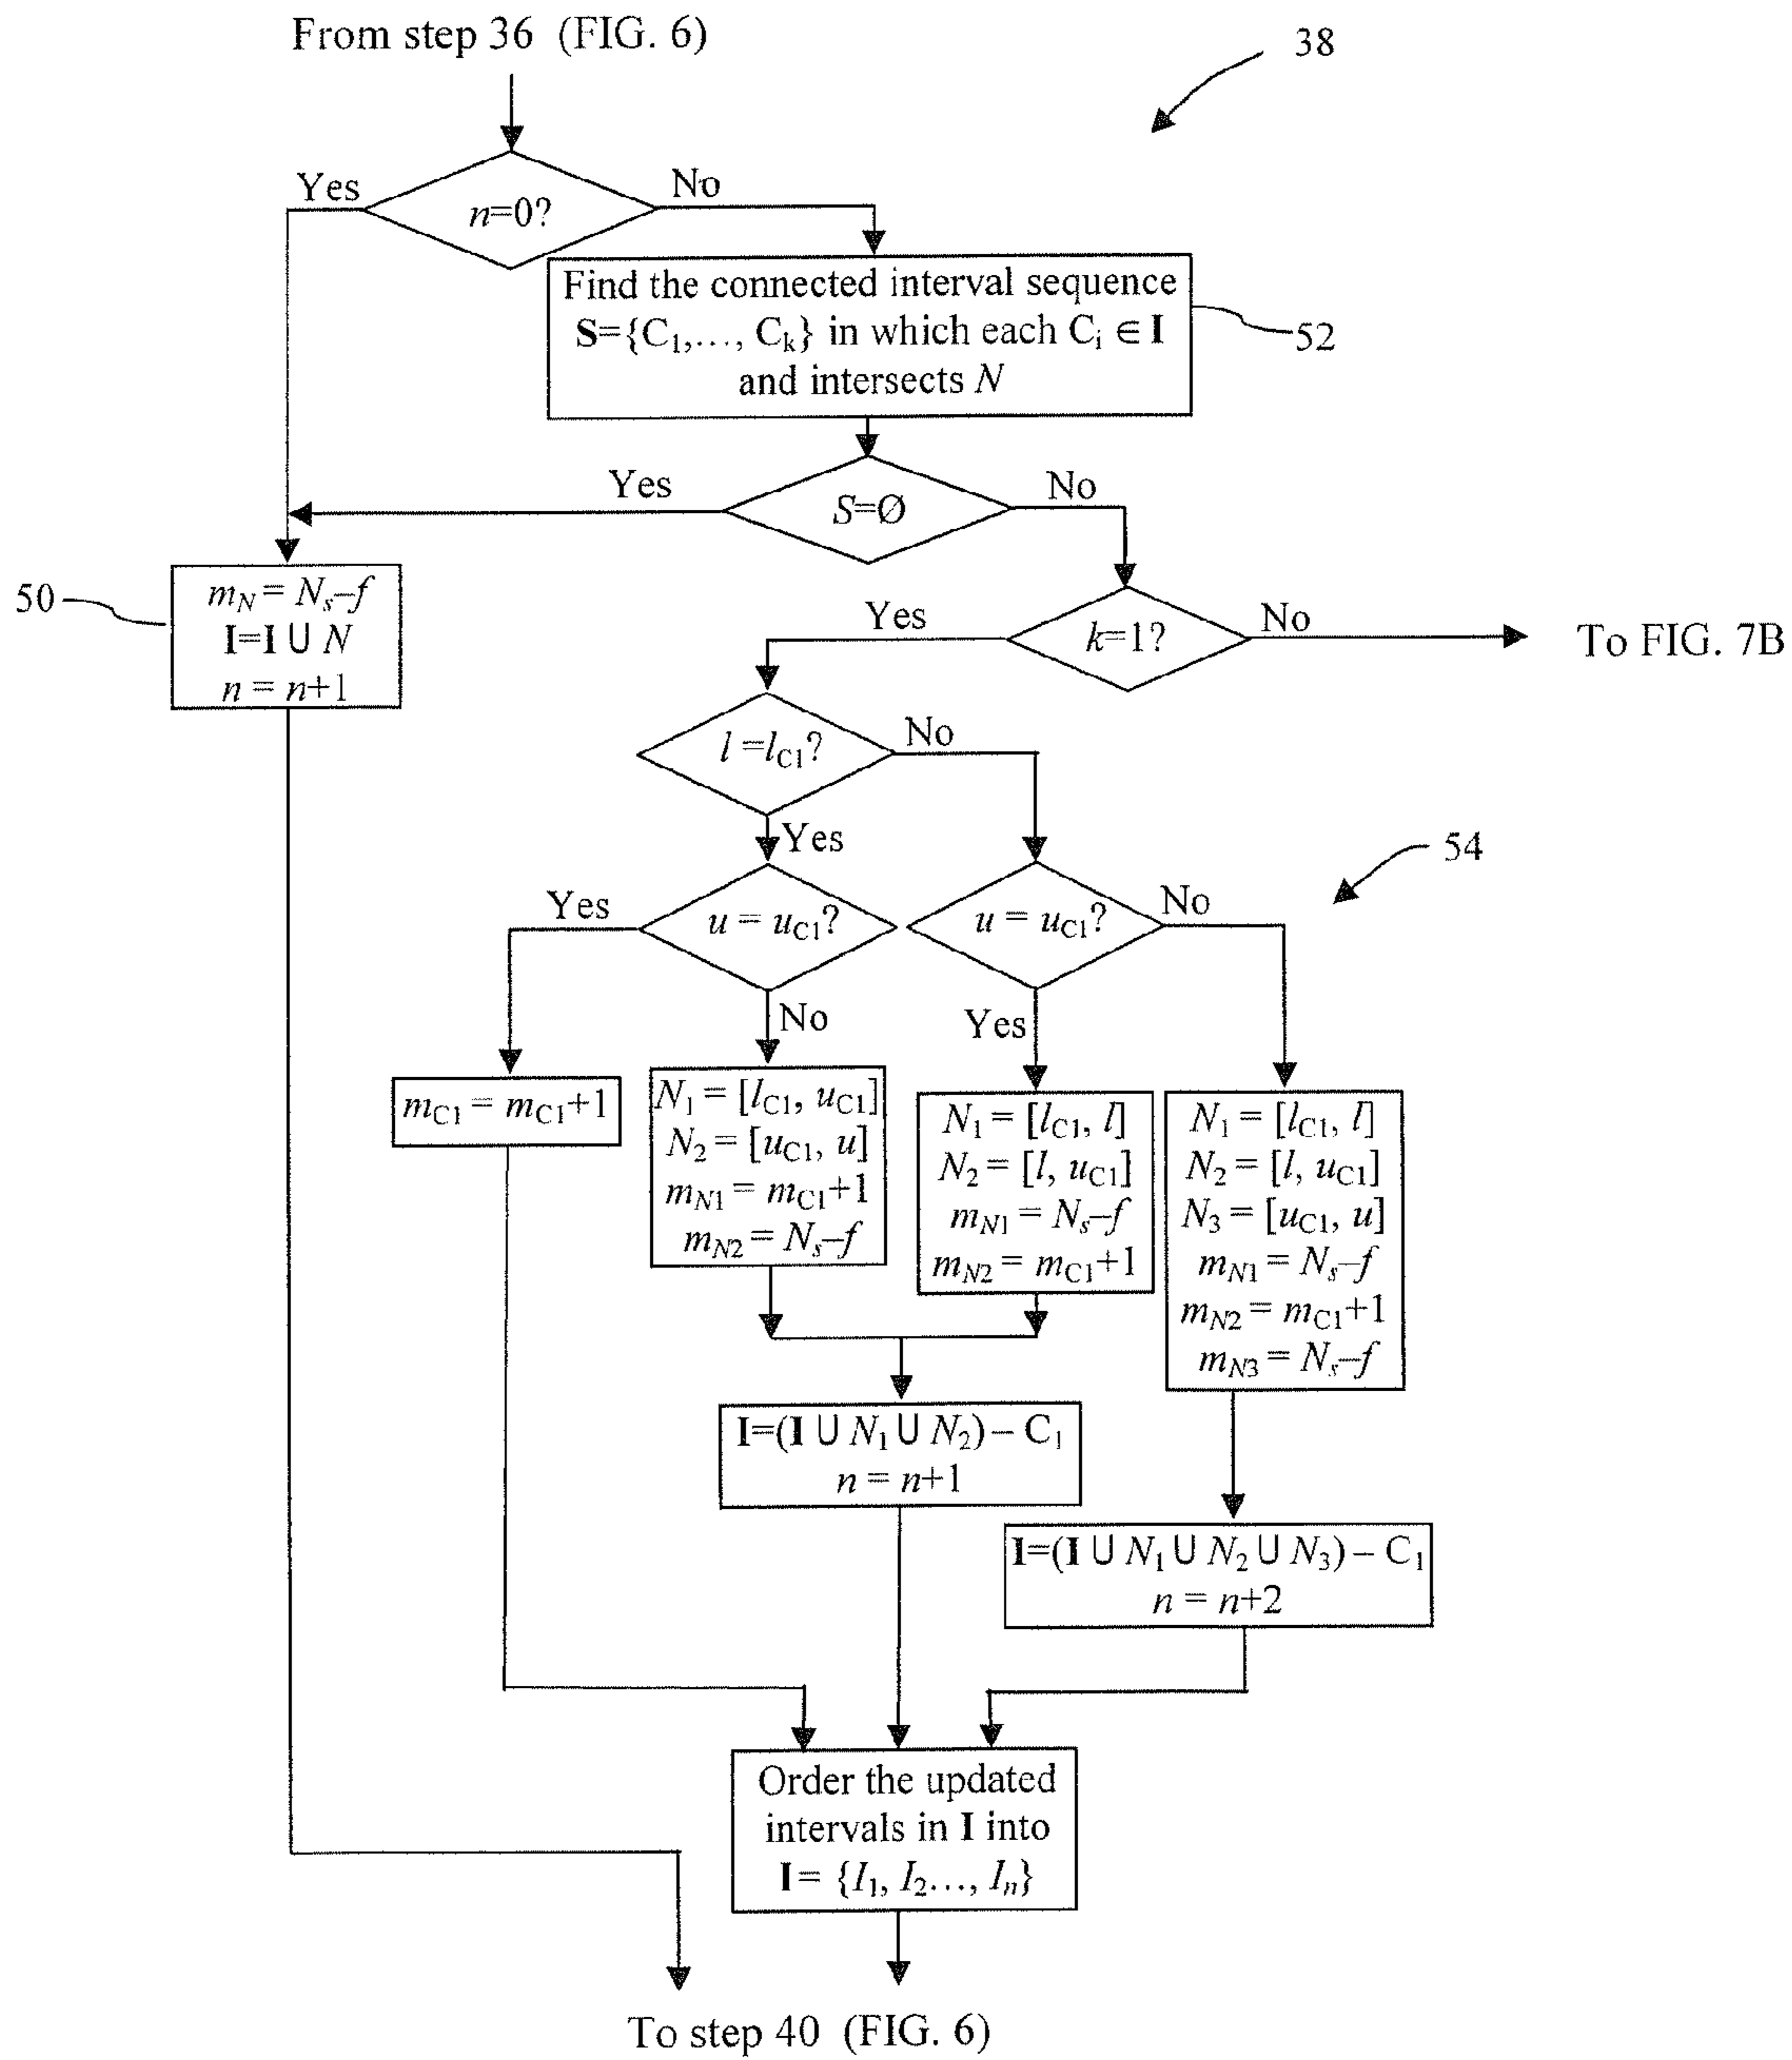 From step 36 (FIG. 6)
38
Yes
n=0?
No
Find the connected interval sequence
S={C1,…, Ck} in which each Ci ∈ I
and intersects N
52
Yes
S=Ø
No
50
mN = Ns–f
I=I ∪ N
n = n+1
Yes
k=1?
No
To FIG. 7B
l =lC1?
No
Yes
54
Yes
u = uC1?
No
u = uC1?
Yes
No
mC1 = mC1+1
N1 = [lC1, uC1]
N2 = [uC1, u]
mN1 = mC1+1
mN2 = Ns–f
N1 = [lC1, l]
N2 = [l, uC1]
mN1 = Ns–f
mN2 = mC1+1
N1 = [lC1, l]
N2 = [l, uC1]
N3 = [uC1, u]
mN1 = Ns–f
mN2 = mC1+1
mN3 = Ns–f
I=(I ∪ N1 ∪ N2) – C1
n = n+1
I=(I ∪ N1 ∪ N2 ∪ N3) – C1
n = n+2
Order the updated
intervals in I into
I = {I1, I2…, In}
To step 40 (FIG. 6)